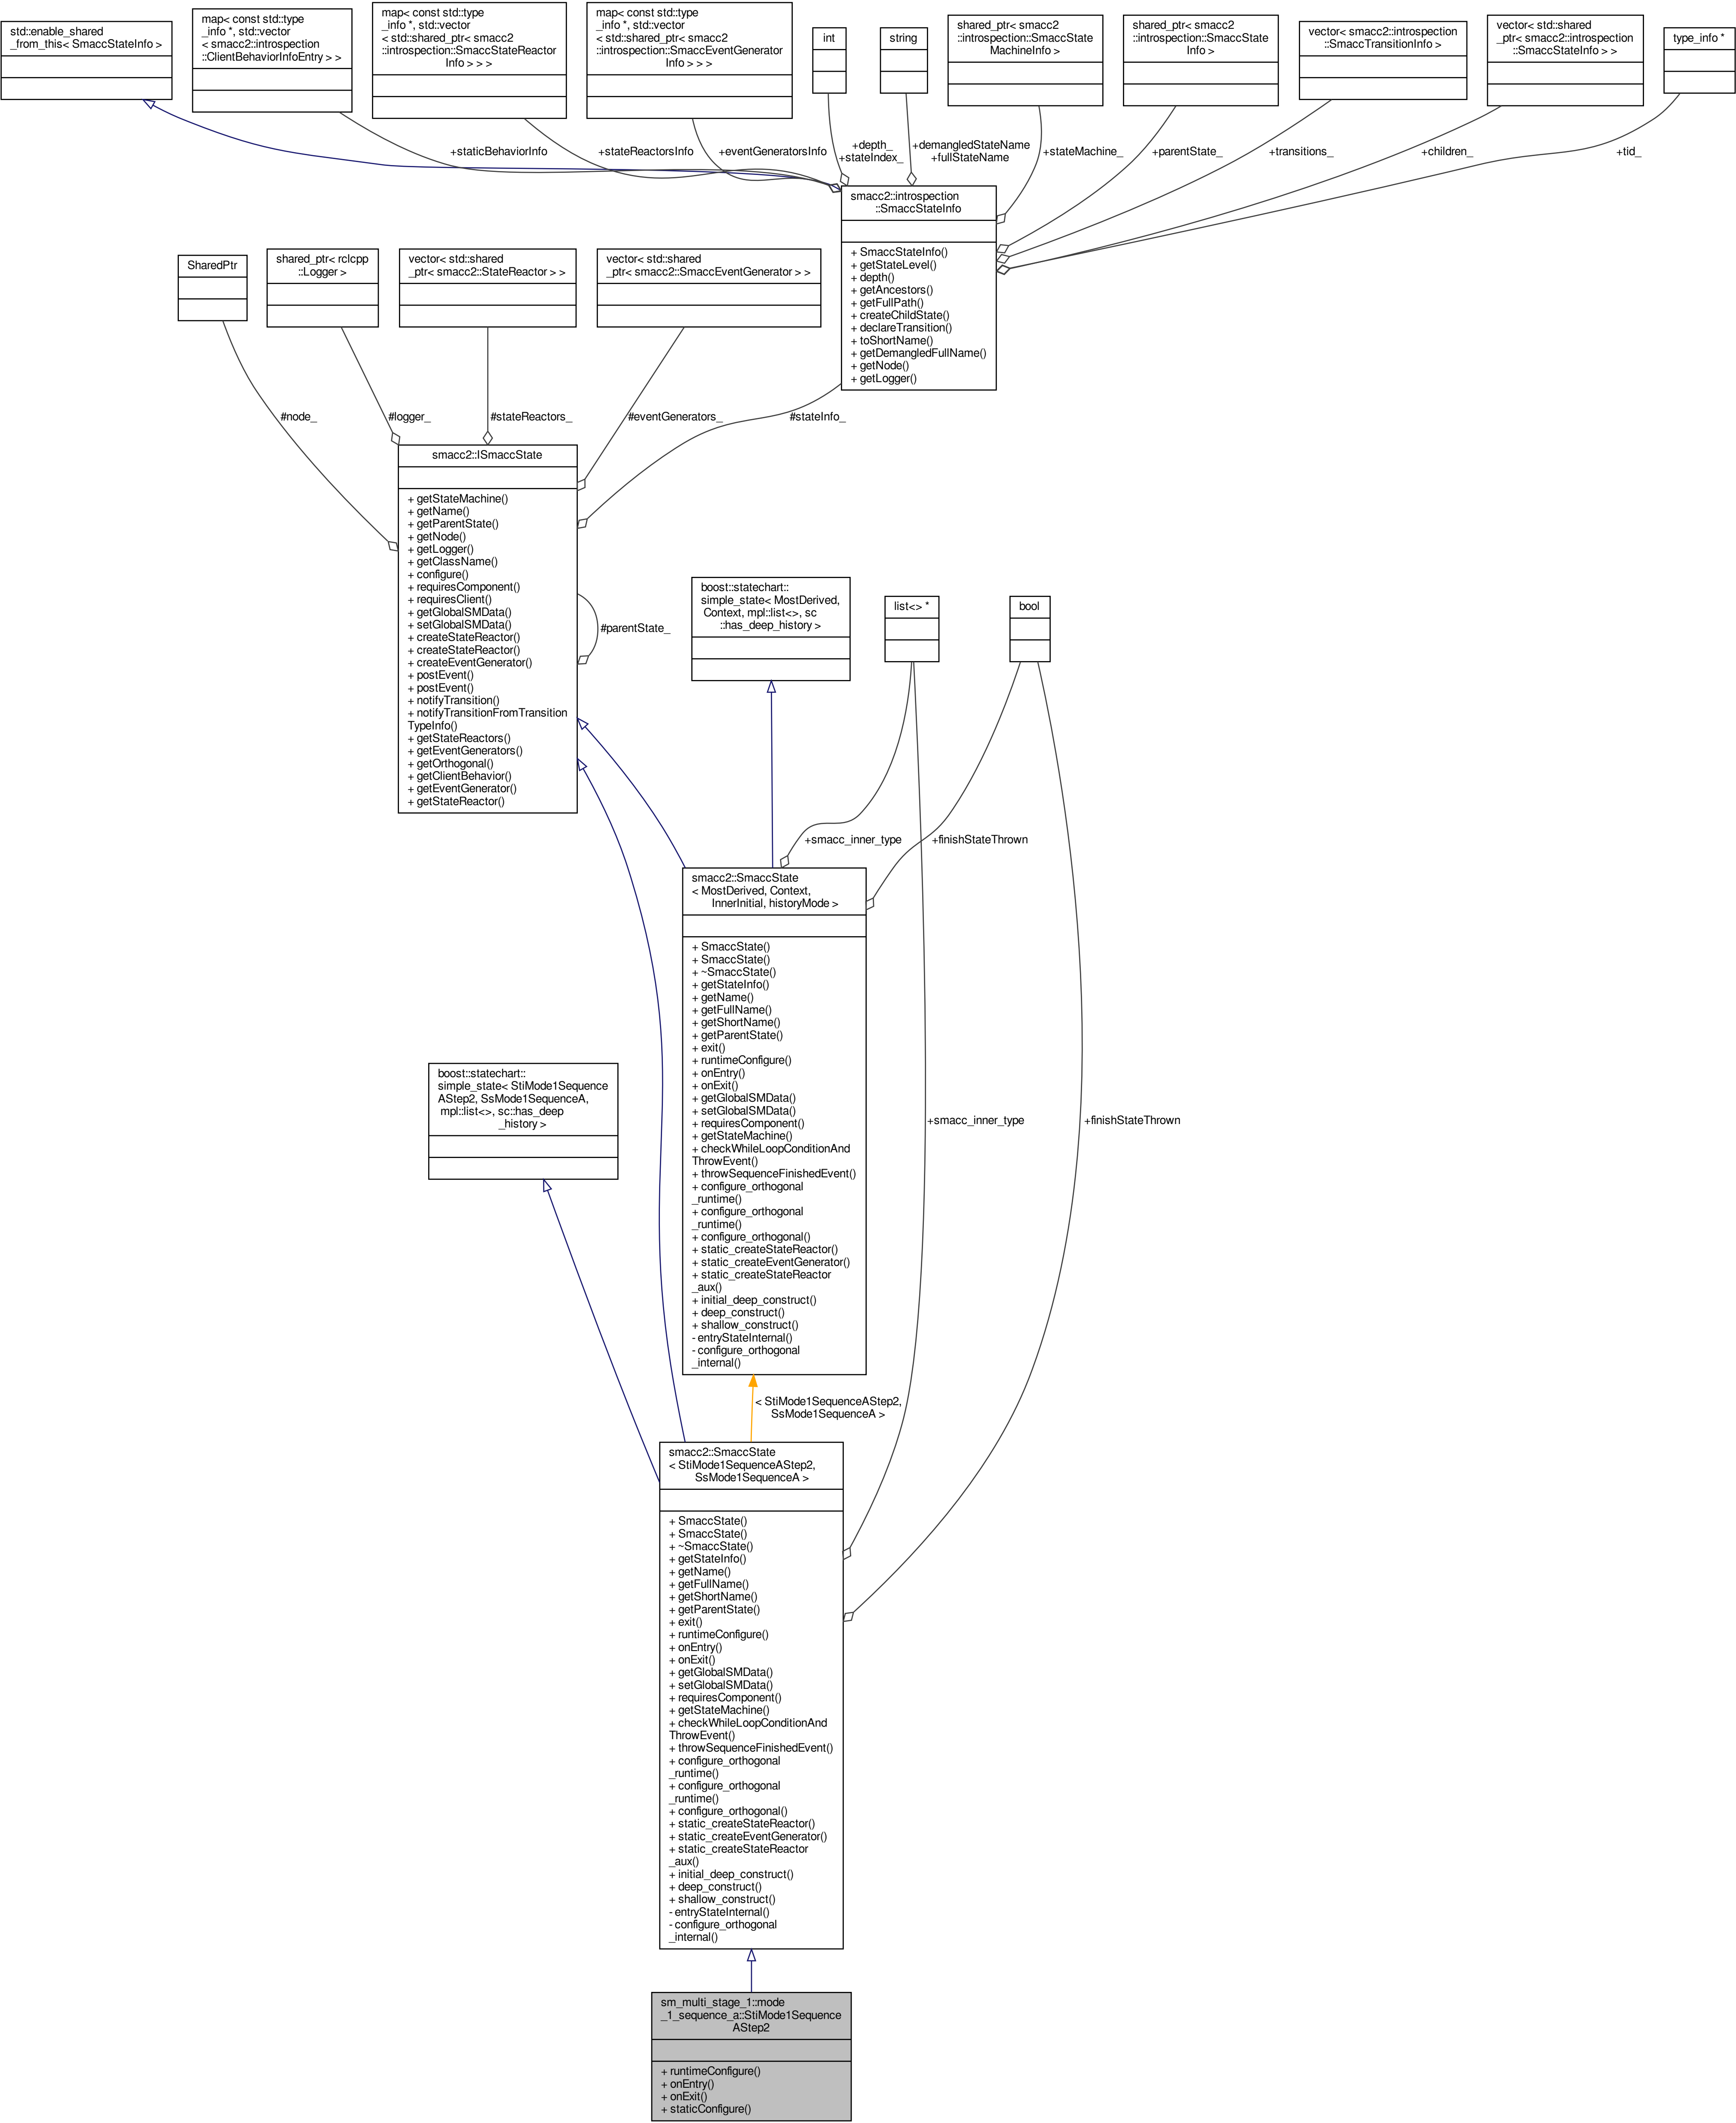 std::enable_shared
_from_this< SmaccStateInfo >
map< const std::type
_info *, std::vector
< smacc2::introspection
::ClientBehaviorInfoEntry > >
map< const std::type
_info *, std::vector
< std::shared_ptr< smacc2
::introspection::SmaccStateReactor
Info > > >
map< const std::type
_info *, std::vector
< std::shared_ptr< smacc2
::introspection::SmaccEventGenerator
Info > > >
int
string
shared_ptr< smacc2
::introspection::SmaccState
MachineInfo >
shared_ptr< smacc2
::introspection::SmaccState
Info >
vector< smacc2::introspection
::SmaccTransitionInfo >
vector< std::shared
_ptr< smacc2::introspection
::SmaccStateInfo > >
type_info *
+staticBehaviorInfo
+stateReactorsInfo
+eventGeneratorsInfo
+depth_
+stateIndex_
+demangledStateName
+fullStateName
+stateMachine_
+parentState_
+transitions_
+children_
+tid_
smacc2::introspection
::SmaccStateInfo
+ SmaccStateInfo()
+ getStateLevel()
+ depth()
+ getAncestors()
+ getFullPath()
+ createChildState()
+ declareTransition()
+ toShortName()
+ getDemangledFullName()
+ getNode()
+ getLogger()
SharedPtr
shared_ptr< rclcpp
::Logger >
vector< std::shared
_ptr< smacc2::StateReactor > >
vector< std::shared
_ptr< smacc2::SmaccEventGenerator > >
#node_
#logger_
#stateReactors_
#eventGenerators_
#stateInfo_
smacc2::ISmaccState
+ getStateMachine()
+ getName()
+ getParentState()
+ getNode()
+ getLogger()
+ getClassName()
+ configure()
+ requiresComponent()
+ requiresClient()
+ getGlobalSMData()
+ setGlobalSMData()
+ createStateReactor()
+ createStateReactor()
+ createEventGenerator()
+ postEvent()
+ postEvent()
+ notifyTransition()
+ notifyTransitionFromTransition
TypeInfo()
+ getStateReactors()
+ getEventGenerators()
+ getOrthogonal()
+ getClientBehavior()
+ getEventGenerator()
+ getStateReactor()
#parentState_
boost::statechart::
simple_state< MostDerived,
Context, mpl::list<>, sc
::has_deep_history >
list<> *
bool
+smacc_inner_type
+finishStateThrown
smacc2::SmaccState
< MostDerived, Context,
InnerInitial, historyMode >
+ SmaccState()
+ SmaccState()
+ ~SmaccState()
+ getStateInfo()
+ getName()
+ getFullName()
+ getShortName()
+ getParentState()
+ exit()
+ runtimeConfigure()
+ onEntry()
+ onExit()
+ getGlobalSMData()
+ setGlobalSMData()
+ requiresComponent()
+ getStateMachine()
+ checkWhileLoopConditionAnd
ThrowEvent()
+ throwSequenceFinishedEvent()
+ configure_orthogonal
_runtime()
+ configure_orthogonal
_runtime()
+ configure_orthogonal()
+ static_createStateReactor()
+ static_createEventGenerator()
+ static_createStateReactor
_aux()
+ initial_deep_construct()
+ deep_construct()
+ shallow_construct()
- entryStateInternal()
- configure_orthogonal
_internal()
boost::statechart::
simple_state< StiMode1Sequence
AStep2, SsMode1SequenceA,
mpl::list<>, sc::has_deep
_history >
+smacc_inner_type
+finishStateThrown
< StiMode1SequenceAStep2,
SsMode1SequenceA >
smacc2::SmaccState
< StiMode1SequenceAStep2,
SsMode1SequenceA >
+ SmaccState()
+ SmaccState()
+ ~SmaccState()
+ getStateInfo()
+ getName()
+ getFullName()
+ getShortName()
+ getParentState()
+ exit()
+ runtimeConfigure()
+ onEntry()
+ onExit()
+ getGlobalSMData()
+ setGlobalSMData()
+ requiresComponent()
+ getStateMachine()
+ checkWhileLoopConditionAnd
ThrowEvent()
+ throwSequenceFinishedEvent()
+ configure_orthogonal
_runtime()
+ configure_orthogonal
_runtime()
+ configure_orthogonal()
+ static_createStateReactor()
+ static_createEventGenerator()
+ static_createStateReactor
_aux()
+ initial_deep_construct()
+ deep_construct()
+ shallow_construct()
- entryStateInternal()
- configure_orthogonal
_internal()
sm_multi_stage_1::mode
_1_sequence_a::StiMode1Sequence
AStep2
+ runtimeConfigure()
+ onEntry()
+ onExit()
+ staticConfigure()